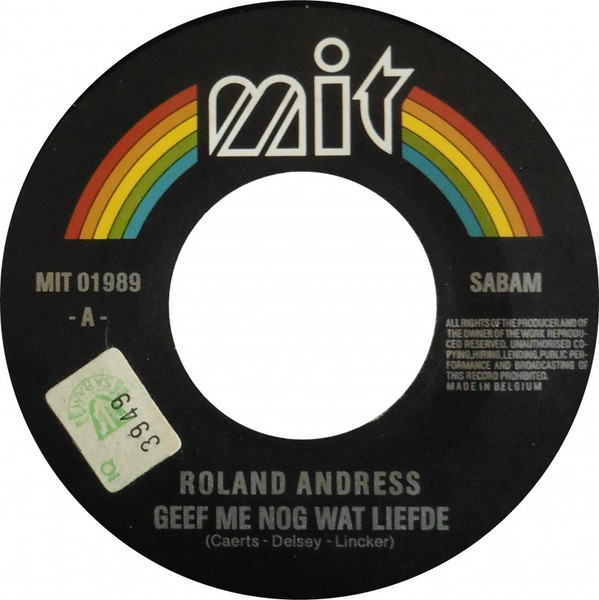 mit
MIT 01989
- A -
SABAM
ALL RIGHTS OF THE PRODUCER AND OF
THE OWNER OF THE WORK REPRODU-
CED RESERVED. UNAUTHORISED CO-
PYING, HIRING, LENDING, PUBLIC PER-
FORMANCE AND BROADCASTING OF
THIS RECORD PROHIBITED.
MADE IN BELGIUM
SABAM
3949
ROLAND ANDRESS
GEEF ME NOG WAT LIEFDE
(Caerts - Delsey - Lincker)